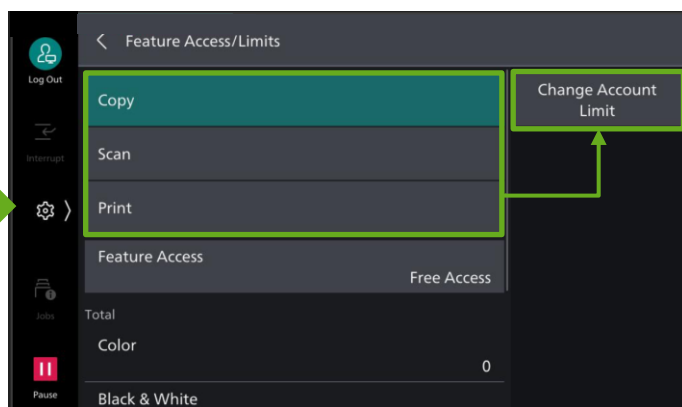 Feature Access/Limits
Log Out
Copy
Change Account
Limit
Interrupt
Scan
Print
Feature Access
Free Access
Jobs
Total
Color
0
Pause
Black & White